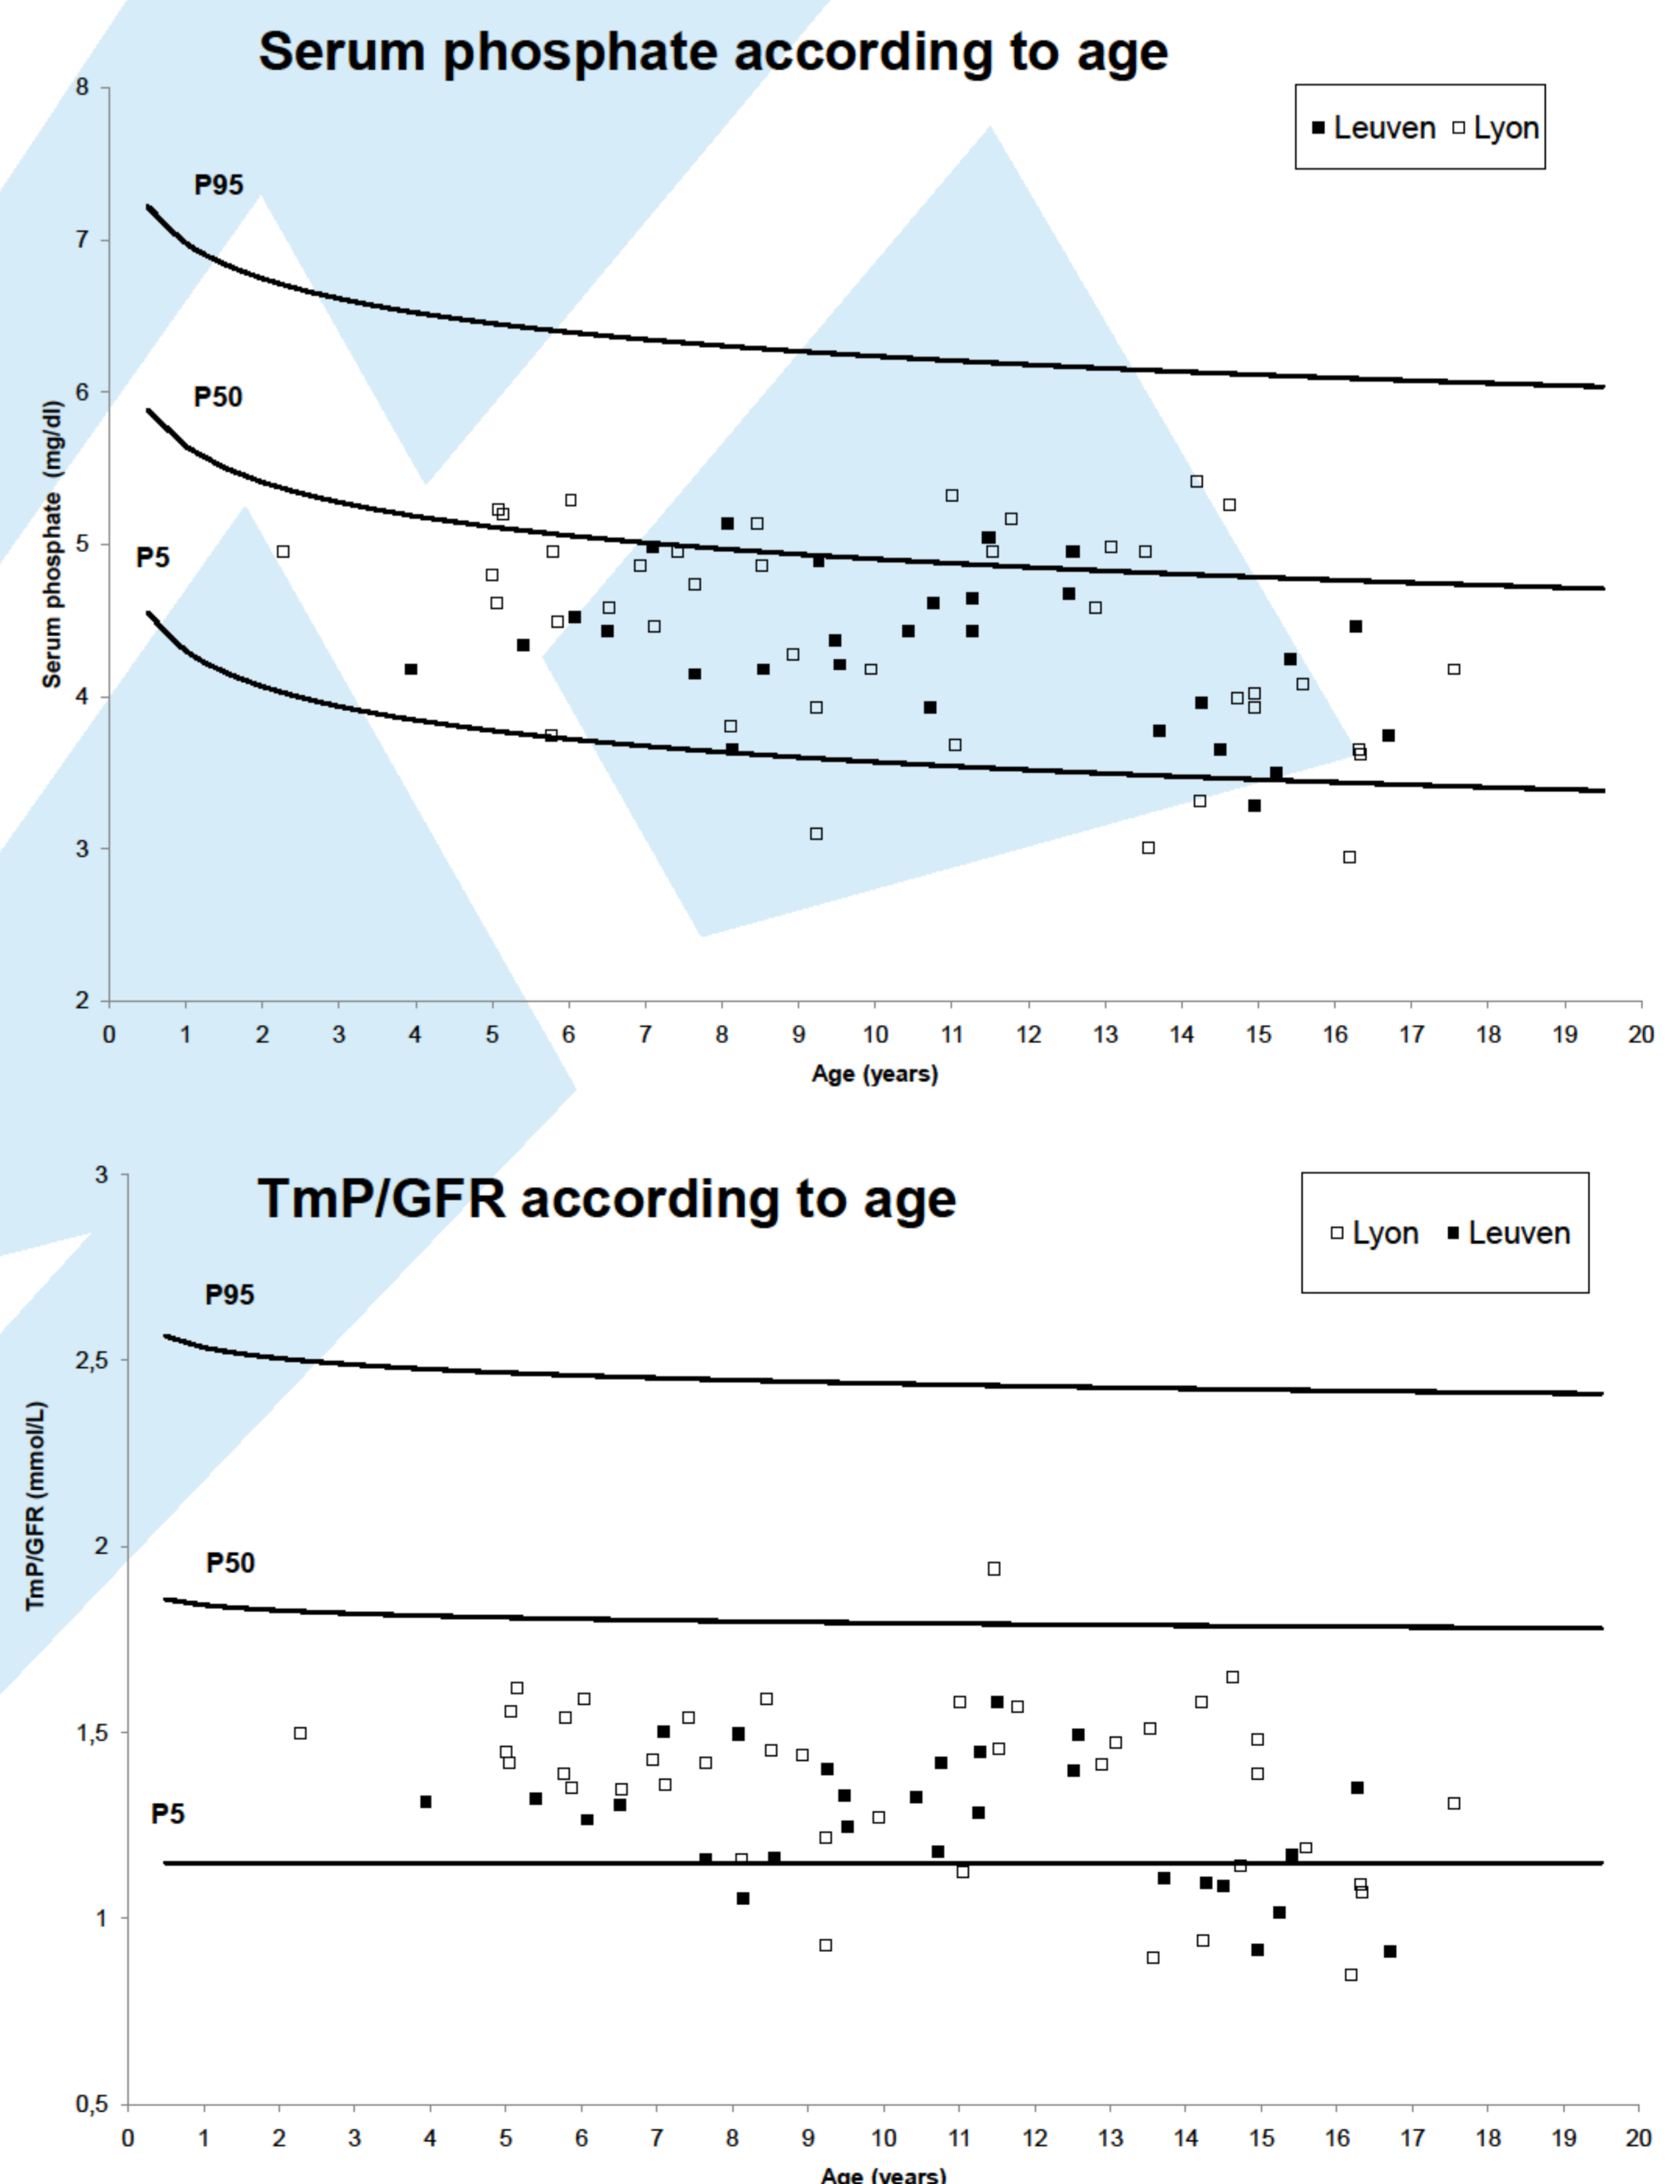 Serum phosphate according to age
8
■ Leuven □ Lyon
P95
7
6
P50
Serum phosphate (mg/dl)
5
P5
4
3
2
0 1 2 3 4 5 6 7 8 9 10 11 12 13 14 15 16 17 18 19 20
Age (years)
3
TmP/GFR according to age
□ Lyon ■ Leuven
P95
2,5
TmP/GFR (mmol/L)
2
P50
1,5
P5
1
0,5
0 1 2 3 4 5 6 7 8 9 10 11 12 13 14 15 16 17 18 19 20
Age (years)